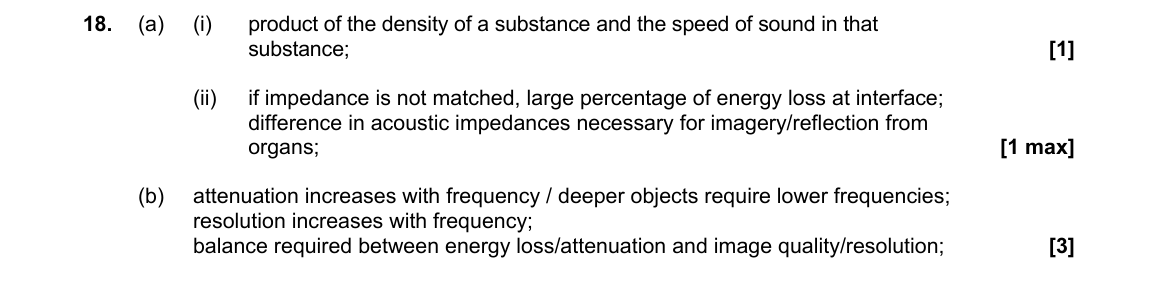 18. (a) (i) product of the density of a substance and the speed of sound in that
substance; [1]
(ii) if impedance is not matched, large percentage of energy loss at interface;
difference in acoustic impedances necessary for imagery/reflection from
organs; [1 max]
(b) attenuation increases with frequency / deeper objects require lower frequencies;
resolution increases with frequency;
balance required between energy loss/attenuation and image quality/resolution; [3]